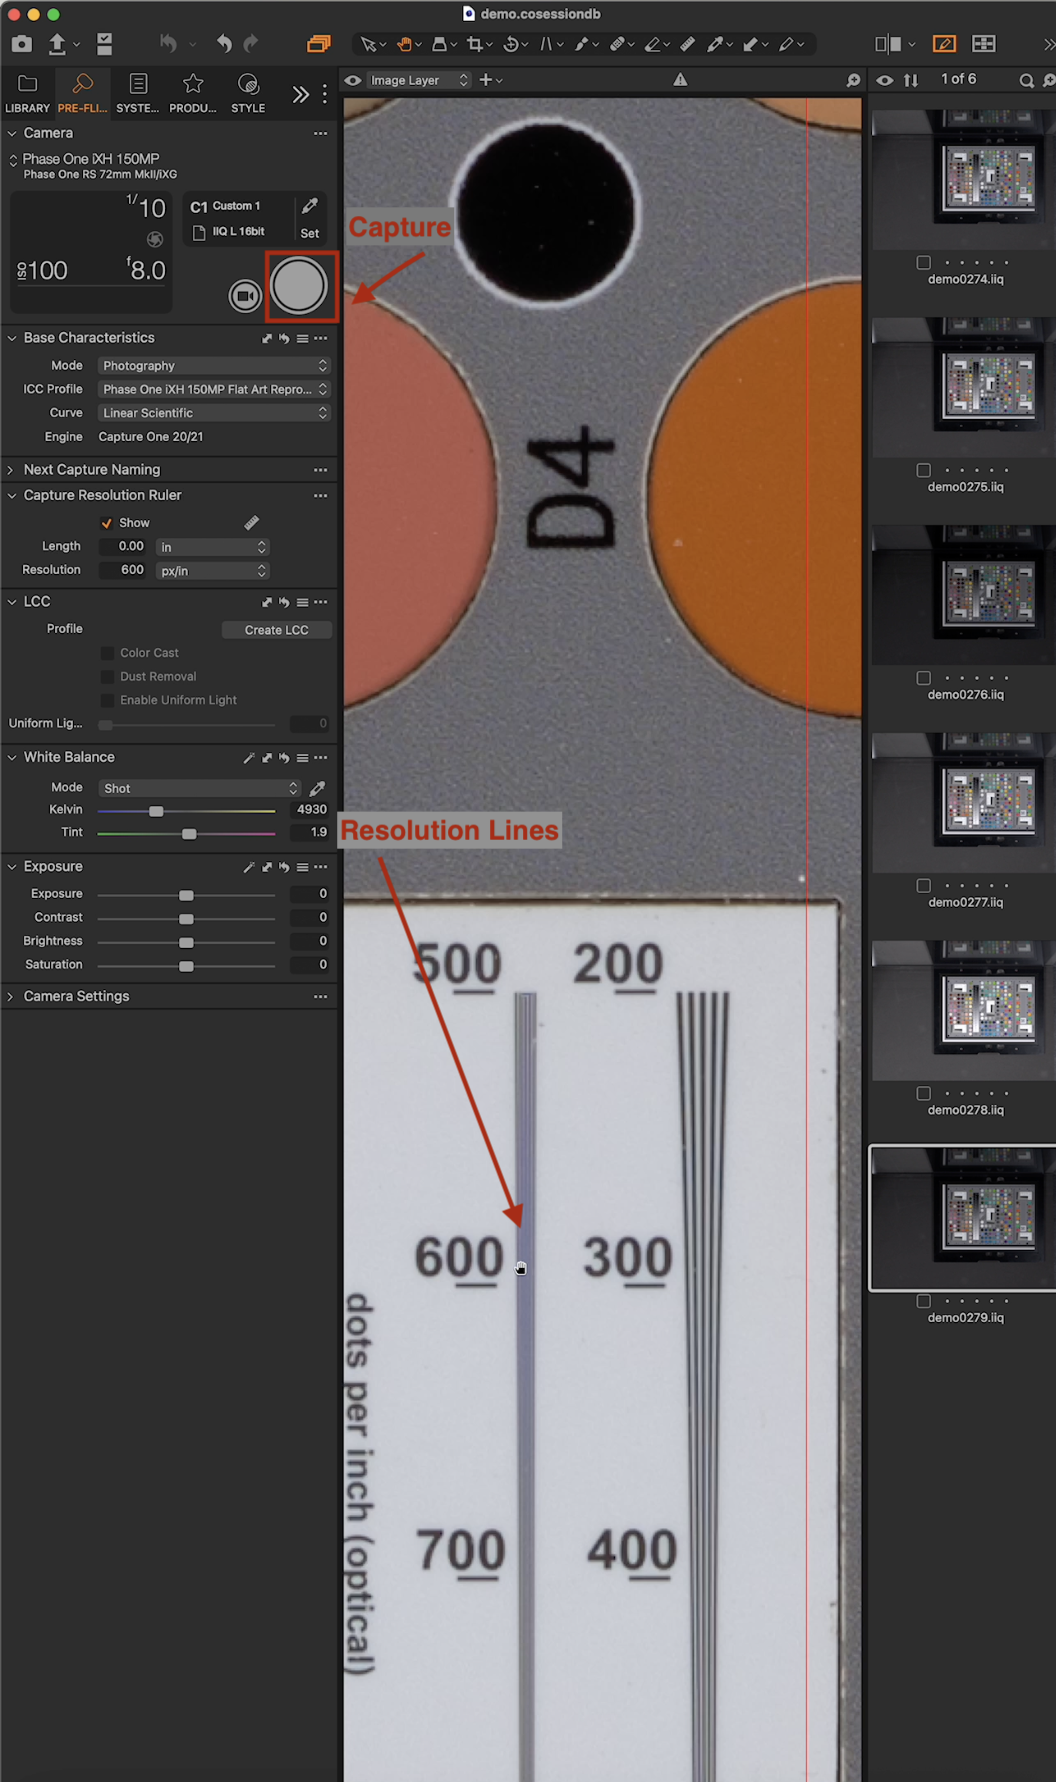 demo.cosessiondb
Image Layer
1 of 6
LIBRARY
PRE-FLI...
SYSTE...
PRODU...
STYLE
Camera
Phase One iXH 150MP
Phase One RS 72mm MkII/iXG
1/10
ISO100
f8.0
C1 Custom 1
IIQ L 16bit
Set
Base Characteristics
Mode Photography
ICC Profile Phase One iXH 150MP Flat Art Repro...
Curve Linear Scientific
Engine Capture One 20/21
Next Capture Naming
Capture Resolution Ruler
Show
Length 0.00 in
Resolution 600 px/in
LCC
Profile Create LCC
Color Cast
Dust Removal
Enable Uniform Light
Uniform Lig... 0
White Balance
Mode Shot
Kelvin 4930
Tint 1.9
Exposure
Exposure 0
Contrast 0
Brightness 0
Saturation 0
Camera Settings
Capture
D4
Resolution Lines
500 200
600 300
700 400
dots per inch (optical)
demo0274.iiq
demo0275.iiq
demo0276.iiq
demo0277.iiq
demo0278.iiq
demo0279.iiq